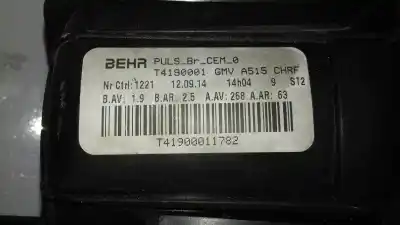 BEHR PULS_Br_CEM_0
T4190001 GMV A515 CHRF
Nr Ctrl:1221 12.09.14 14h04 9 ST2
B.AV: 1.9 B.AR: 2.5 A.AV: 268 A.AR: 63
T41900011782